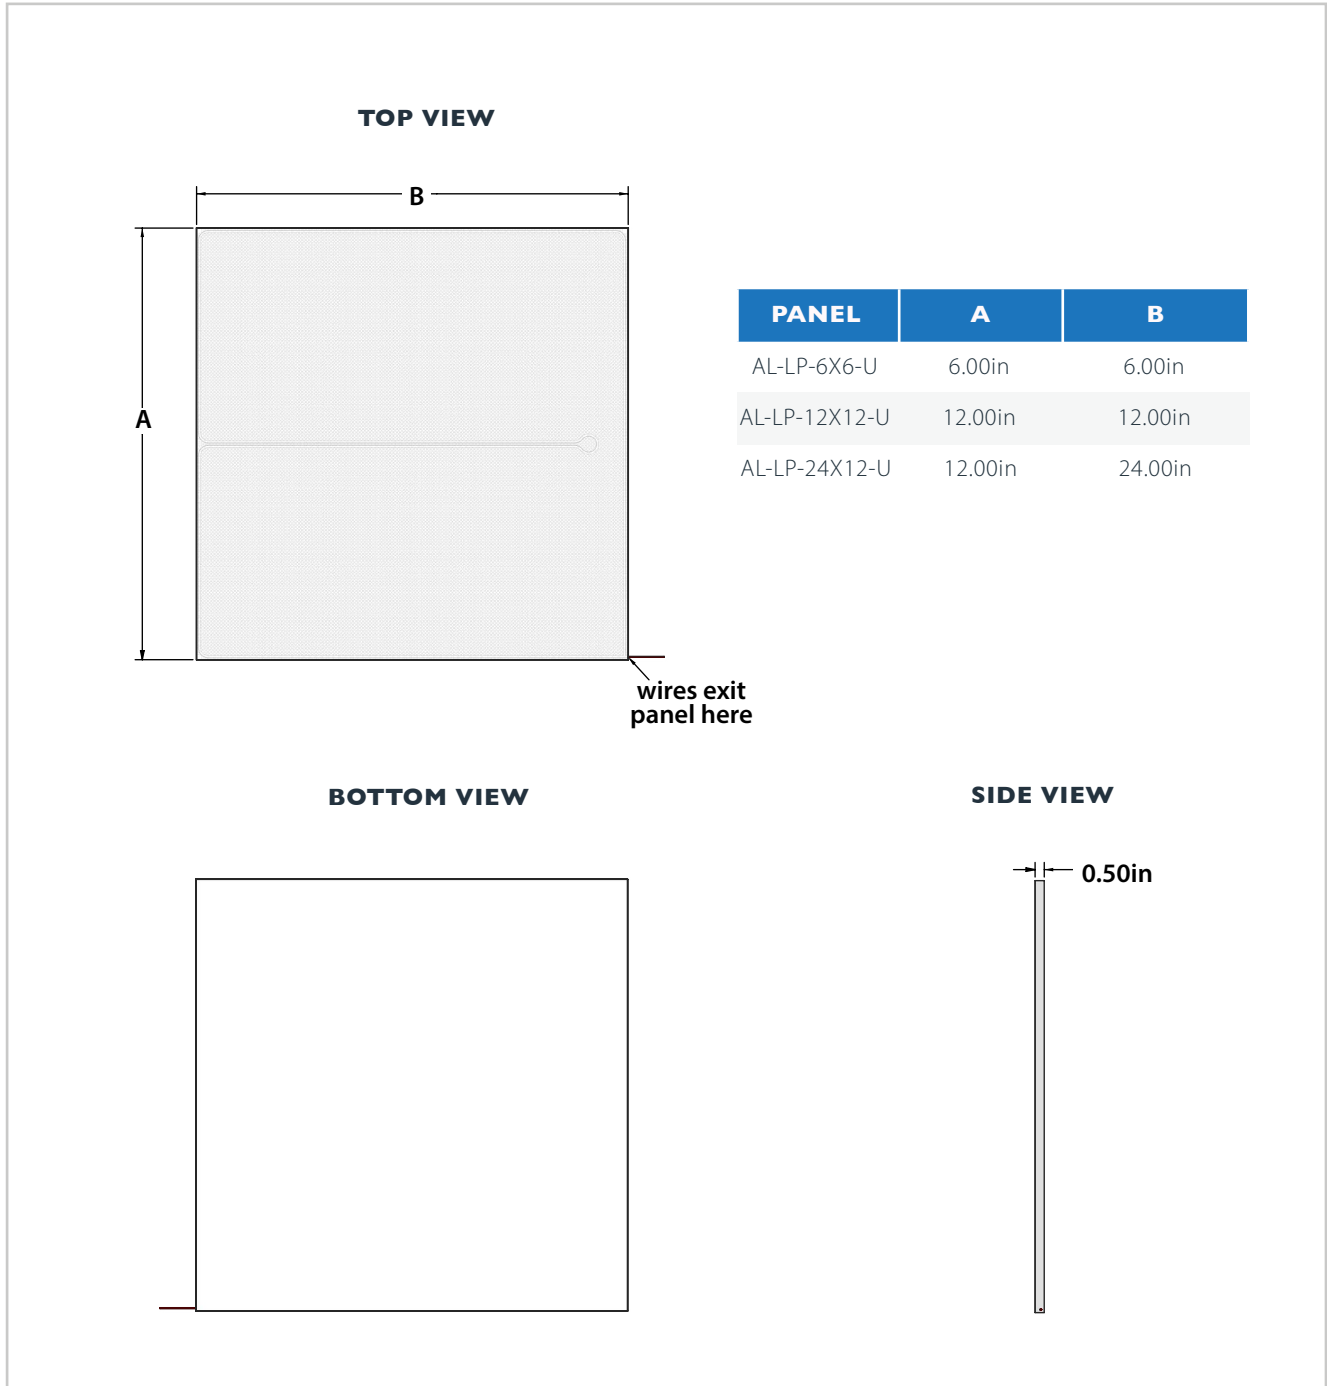 TOP VIEW
B
A
PANEL A B
AL-LP-6X6-U 6.00in 6.00in
AL-LP-12X12-U 12.00in 12.00in
AL-LP-24X12-U 12.00in 24.00in
wires exit
panel here
BOTTOM VIEW
SIDE VIEW
0.50in